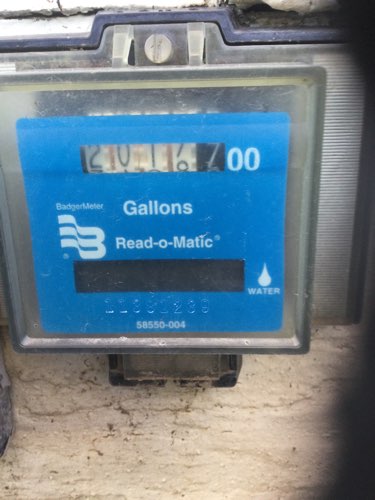 00
BadgerMeter
Gallons
Read-o-Matic®
WATER
58550-004